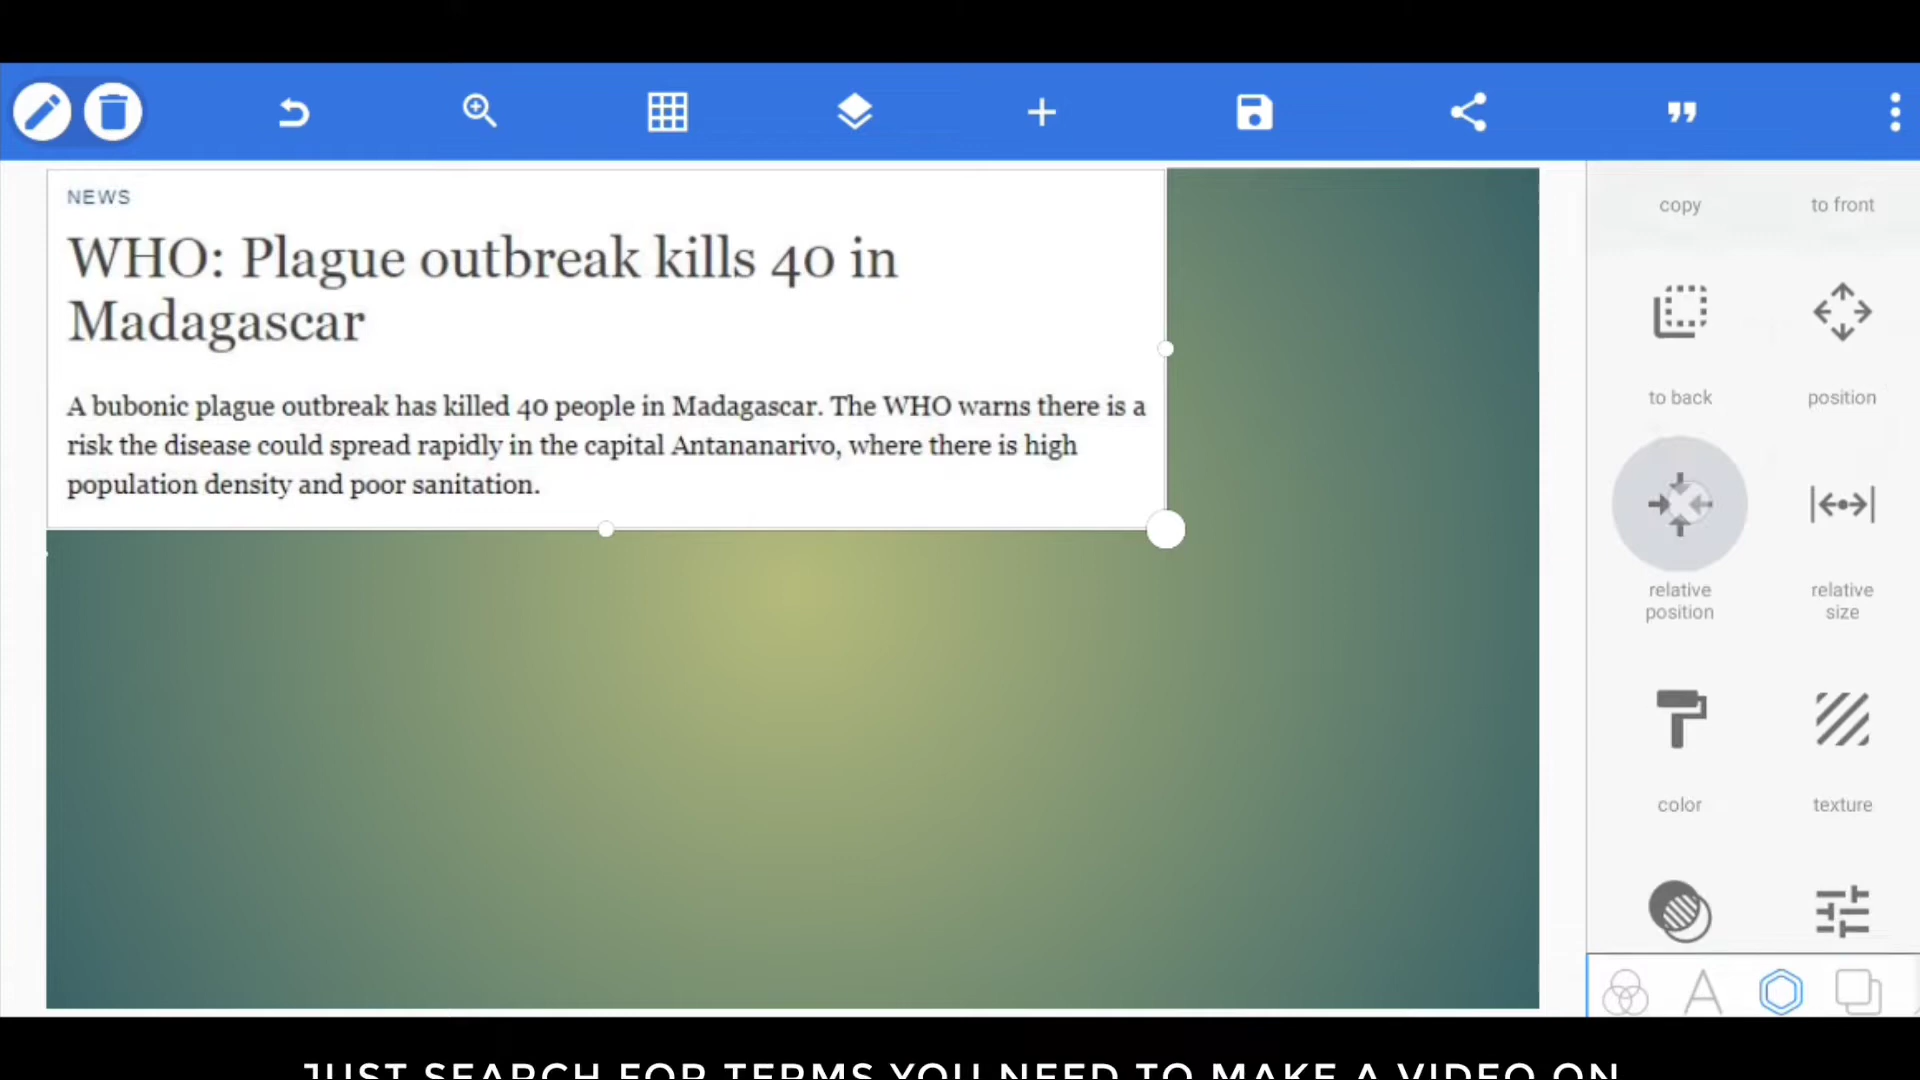 copy
to front
NEWS
WHO: Plague outbreak kills 40 in
Madagascar
A bubonic plague outbreak has killed 40 people in Madagascar. The WHO warns there is a
risk the disease could spread rapidly in the capital Antananarivo, where there is high
population density and poor sanitation.
to back
position
relative
position
relative
size
color
texture
JUST SEARCH FOR TERMS YOU NEED TO MAKE A VIDEO ON